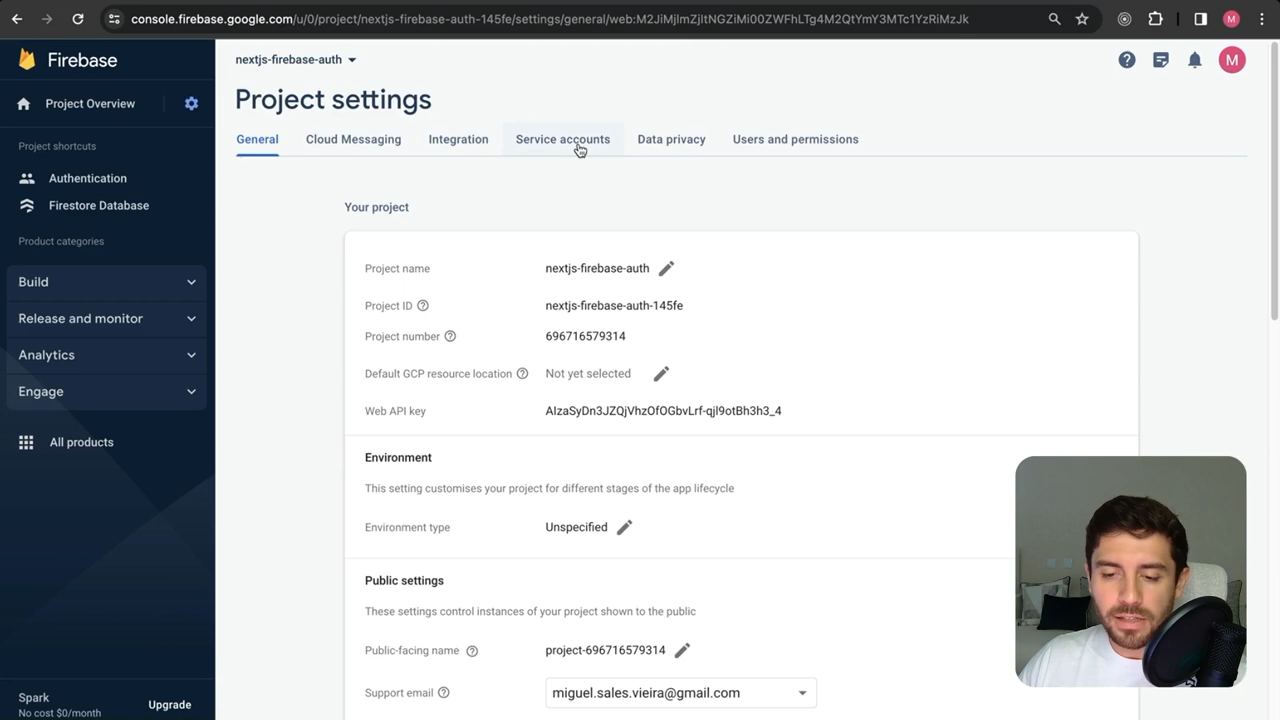 console.firebase.google.com/u/0/project/nextjs-firebase-auth-145fe/settings/general/web:M2JiMjlmZjItNGZiMi00ZWFhLTg4M2QtYmY3MTc1YzRiMzJk
M
Firebase
nextjs-firebase-auth
M
Project Overview
Project settings
General Cloud Messaging Integration Service accounts Data privacy Users and permissions
Project shortcuts
Authentication
Firestore Database
Product categories
Build
Release and monitor
Analytics
Engage
All products
Spark
No cost $0/month
Upgrade
Your project
Project name nextjs-firebase-auth
Project ID nextjs-firebase-auth-145fe
Project number 696716579314
Default GCP resource location Not yet selected
Web API key AIzaSyDn3JZQjVhzOfOGbvLrf-qjl9otBh3h3_4
Environment
This setting customises your project for different stages of the app lifecycle
Environment type Unspecified
Public settings
These settings control instances of your project shown to the public
Public-facing name project-696716579314
Support email miguel.sales.vieira@gmail.com